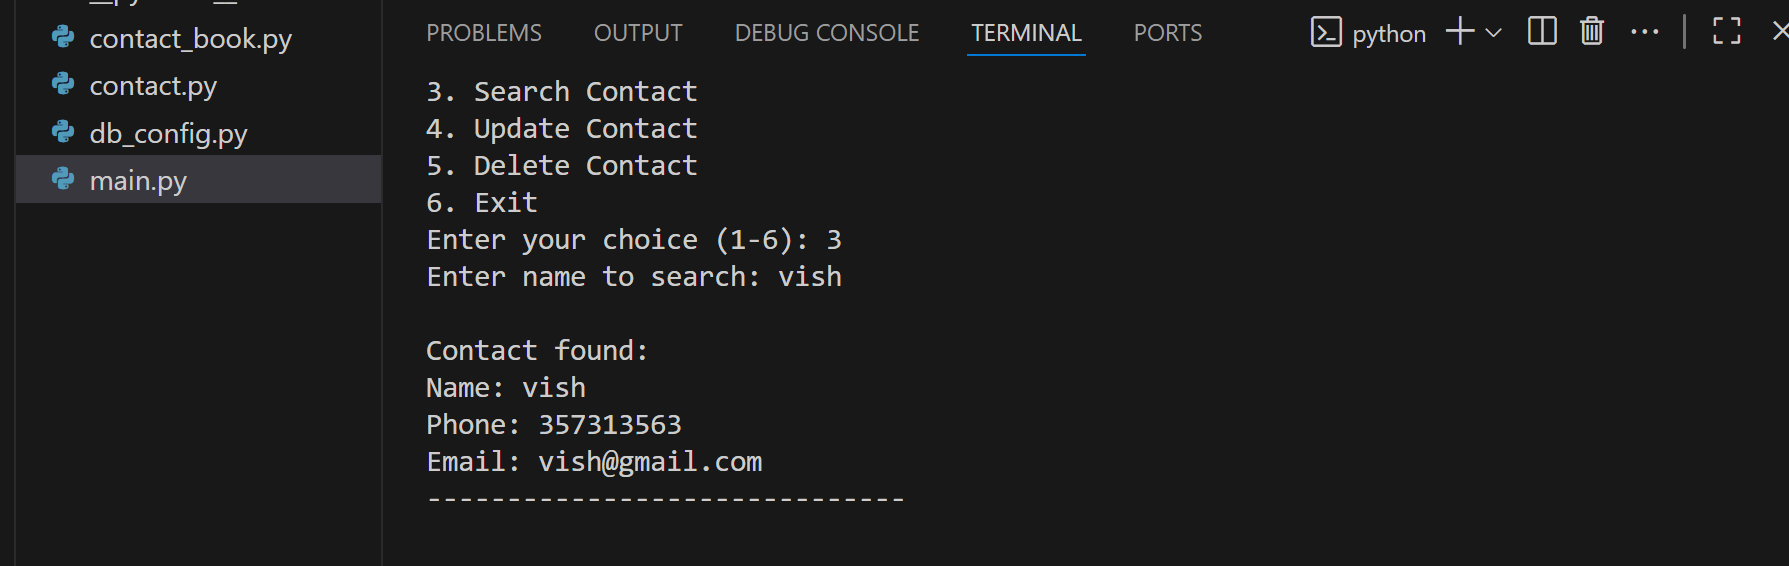 contact_book.py
contact.py
db_config.py
main.py
PROBLEMS OUTPUT DEBUG CONSOLE TERMINAL PORTS
python
3. Search Contact
4. Update Contact
5. Delete Contact
6. Exit
Enter your choice (1-6): 3
Enter name to search: vish
Contact found:
Name: vish
Phone: 357313563
Email: vish@gmail.com
------------------------------